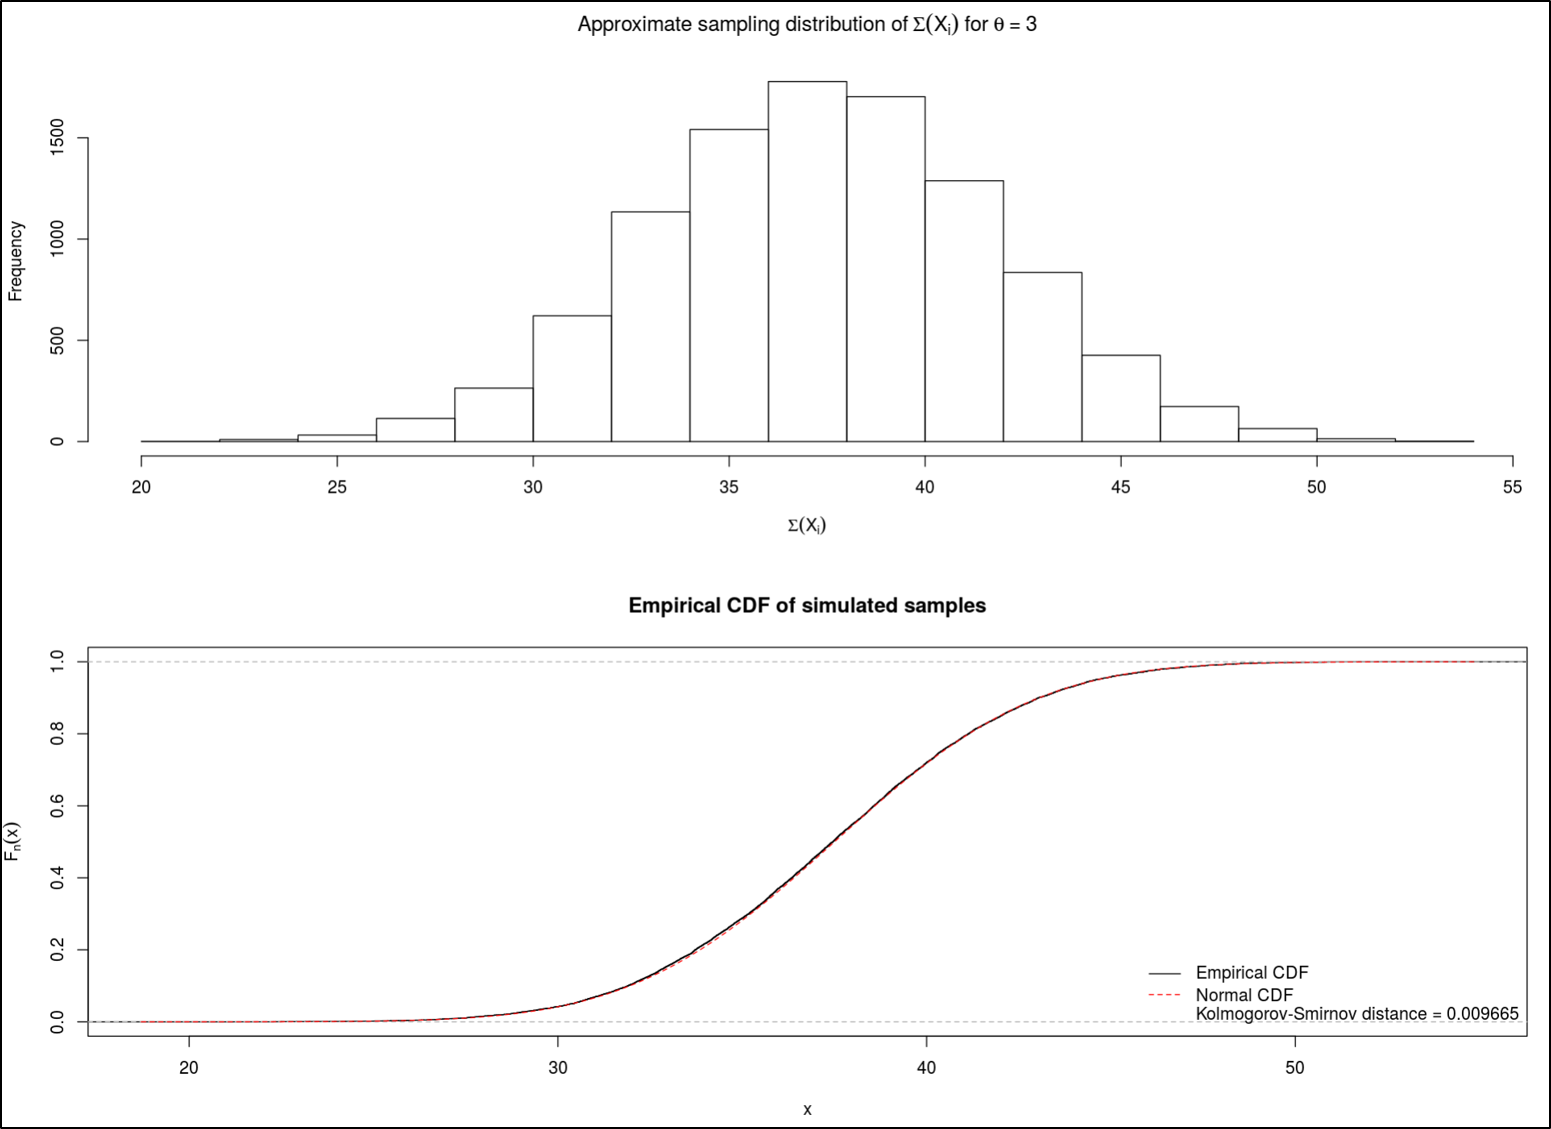 Approximate sampling distribution of Σ(Xᵢ) for θ = 3
Frequency
1500
1000
500
0
20 25 30 35 40 45 50 55
Σ(Xᵢ)
Empirical CDF of simulated samples
Fₙ(x)
1.0
0.8
0.6
0.4
0.2
0.0
Empirical CDF
Normal CDF
Kolmogorov-Smirnov distance = 0.009665
20 30 40 50
x